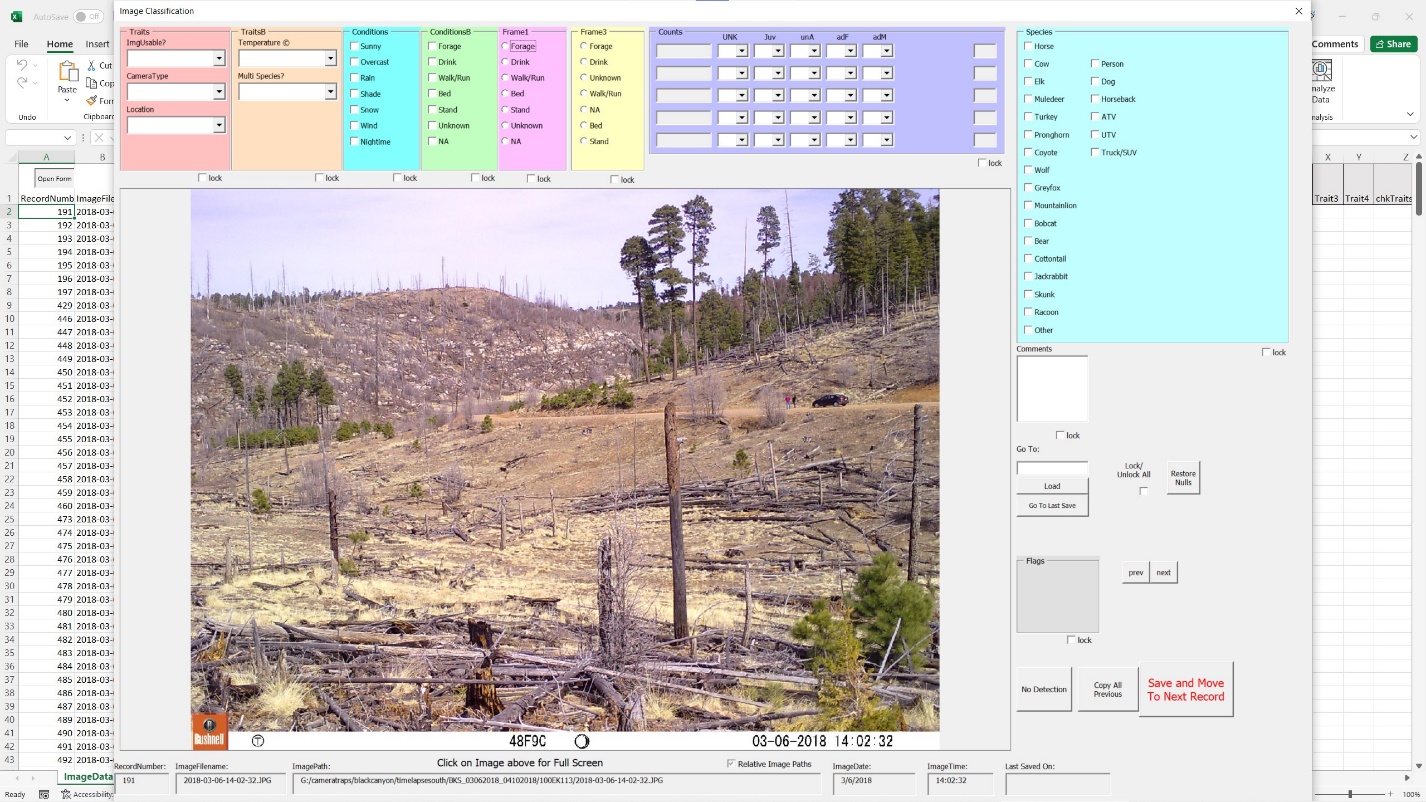 AutoSave Off
Image Classification
File Home Insert
Comments Share
Undo
Paste
Cut
Clipboard
Traits
ImgUsable?
CameraType
Location
lock
TraitsB
Temperature ©
Multi Species?
lock
Conditions
Sunny
Overcast
Rain
Shade
Snow
Wind
Nightime
lock
ConditionsB
Forage
Drink
Walk/Run
Bed
Stand
Unknown
NA
lock
Frame1
Forage
Drink
Walk/Run
Bed
Stand
Unknown
NA
lock
Frame3
Forage
Drink
Unknown
Walk/Run
NA
Bed
Stand
lock
Counts
UNK Juv unA adF adM
lock
Species
Horse
Cow Person
Elk Dog
Muledeer Horseback
Turkey ATV
Pronghorn UTV
Coyote Truck/SUV
Wolf
Greyfox
Mountainlion
Bobcat
Bear
Cottontail
Jackrabbit
Skunk
Racoon
Other
lock
Comments
lock
Go To:
Load
Go To Last Save
Lock/
Unlock All
Restore
Nulls
Flags
lock
prev next
No Detection
Copy All
Previous
Save and Move
To Next Record
A B
Open Form
1 RecordNumb ImageFile
2 191 2018-03-
3 192 2018-03-
4 193 2018-03-
5 194 2018-03-
6 195 2018-03-
7 196 2018-03-
8 197 2018-03-
9 429 2018-03-
10 446 2018-03-
11 447 2018-03-
12 448 2018-03-
13 449 2018-03-
14 450 2018-03-
15 451 2018-03-
16 452 2018-03-
17 453 2018-03-
18 454 2018-03-
19 455 2018-03-
20 456 2018-03-
21 457 2018-03-
22 458 2018-03-
23 459 2018-03-
24 460 2018-03-
25 473 2018-03-
26 474 2018-03-
27 475 2018-03-
28 476 2018-03-
29 477 2018-03-
30 478 2018-03-
31 479 2018-03-
32 480 2018-03-
33 481 2018-03-
34 482 2018-03-
35 483 2018-03-
36 484 2018-03-
37 485 2018-03-
38 486 2018-03-
39 487 2018-03-
40 489 2018-03-
41 490 2018-03-
42 491 2018-03-
43 492 2018-03-
X Y Z
Trait3 Trait4 chkTraits
Data
Bushnell
T 48F9C 03-06-2018 14:02:32
Click on Image above for Full Screen
Relative Image Paths
RecordNumber: ImageFilename: ImagePath: ImageDate: ImageTime: Last Saved On:
191 2018-03-06-14-02-32.JPG G:/cameratraps/blackcanyon/timelapsesouth/BKS_03062018_04102018/100EK113/2018-03-06-14-02-32.JPG 3/6/2018 14:02:32
ImageData
Ready
Accessibility
100%